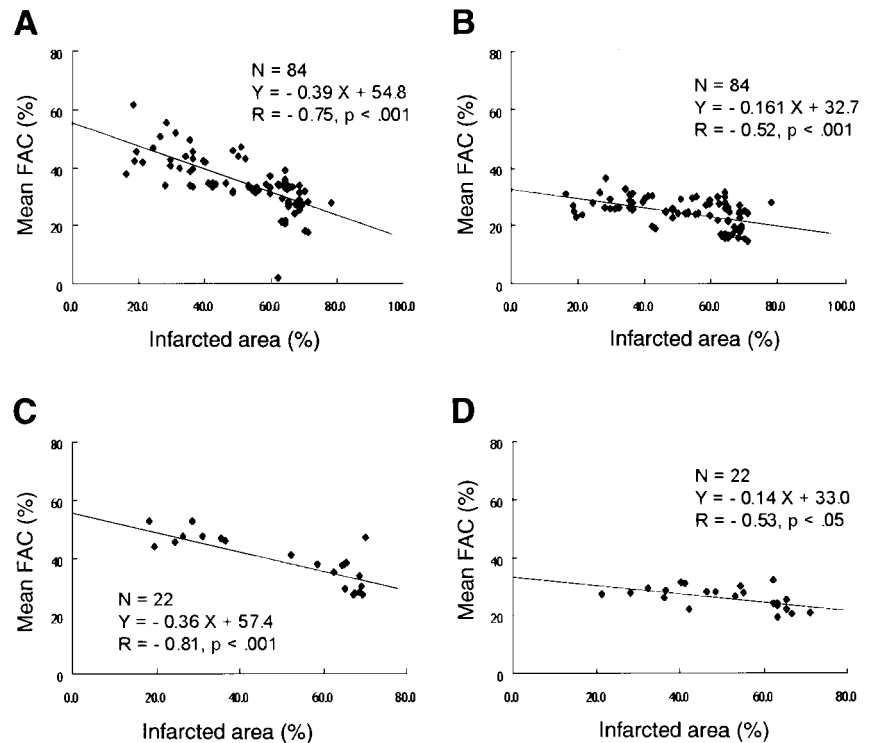 A
80
60
40
20
0
Mean FAC (%)
N = 84
Y = - 0.39 X + 54.8
R = - 0.75, p < .001
0.0 20.0 40.0 60.0 80.0 100.0
Infarcted area (%)
B
80
60
40
20
0
Mean FAC (%)
N = 84
Y = - 0.161 X + 32.7
R = - 0.52, p < .001
0.0 20.0 40.0 60.0 80.0 100.0
Infarcted area (%)
C
80
60
40
20
0
Mean FAC (%)
N = 22
Y = - 0.36 X + 57.4
R = - 0.81, p < .001
0.0 20.0 40.0 60.0 80.0
Infarcted area (%)
D
80
60
40
20
0
Mean FAC (%)
N = 22
Y = - 0.14 X + 33.0
R = - 0.53, p < .05
0.0 20.0 40.0 60.0 80.0
Infarcted area (%)